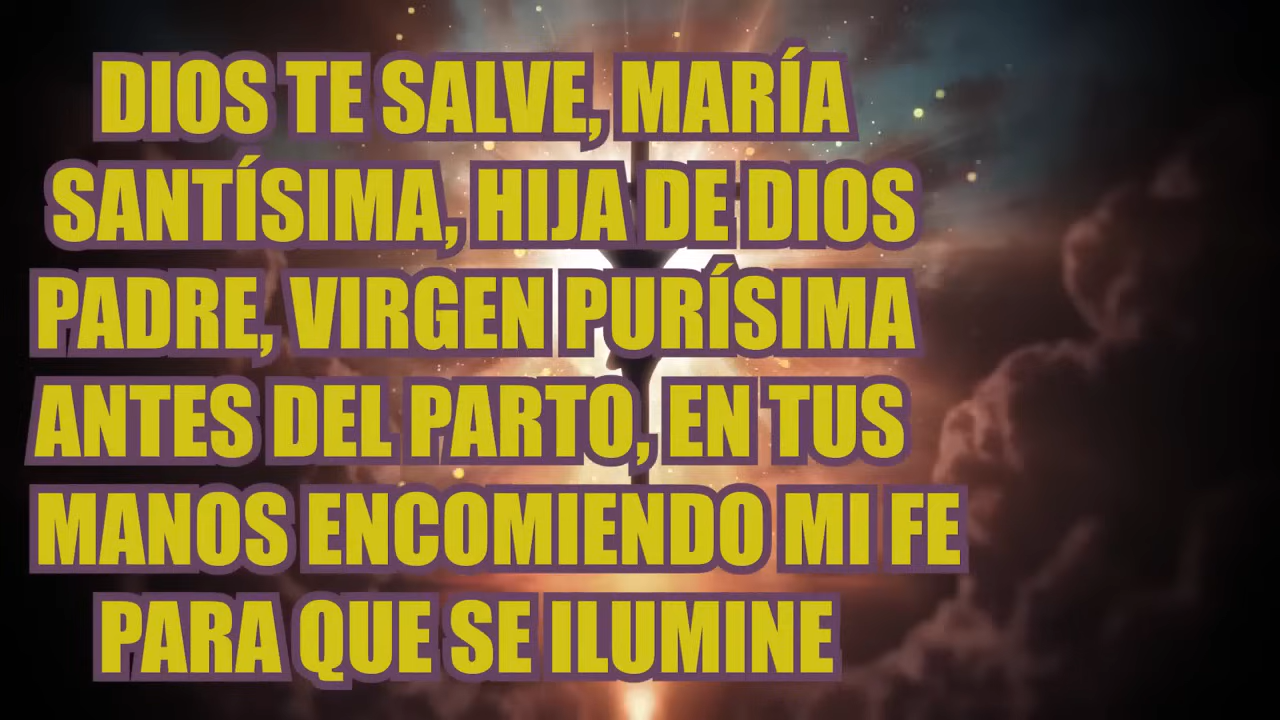 DIOS TE SALVE, MARÍA
SANTÍSIMA, HIJA DE DIOS
PADRE, VIRGEN PURÍSIMA
ANTES DEL PARTO, EN TUS
MANOS ENCOMIENDO MI FE
PARA QUE SE ILUMINE